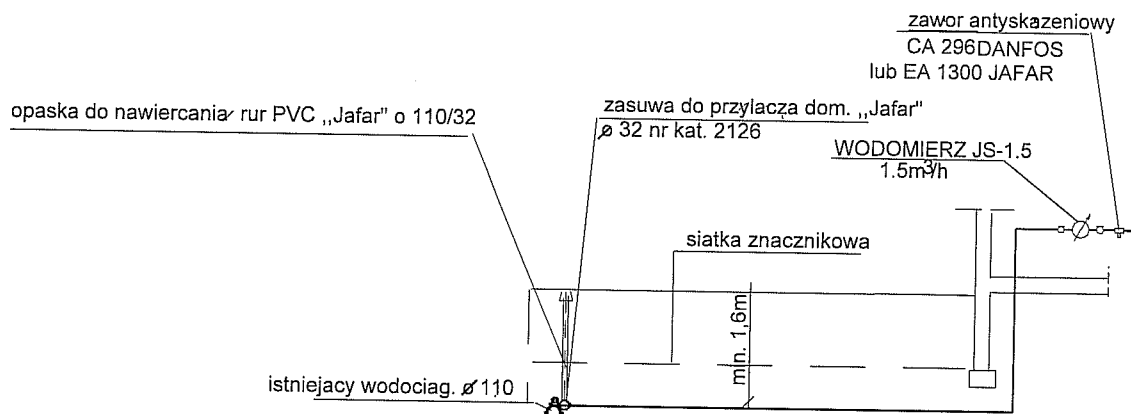 zawor antyskazeniowy
CA 296DANFOS
lub EA 1300 JAFAR
opaska do nawiercania rur PVC ,,Jafar" o 110/32
zasuwa do przylacza dom. ,,Jafar"
ø 32 nr kat. 2126
WODOMIERZ JS-1.5
1.5m³/h
siatka znacznikowa
min. 1,6m
istniejacy wodociag. ø 110